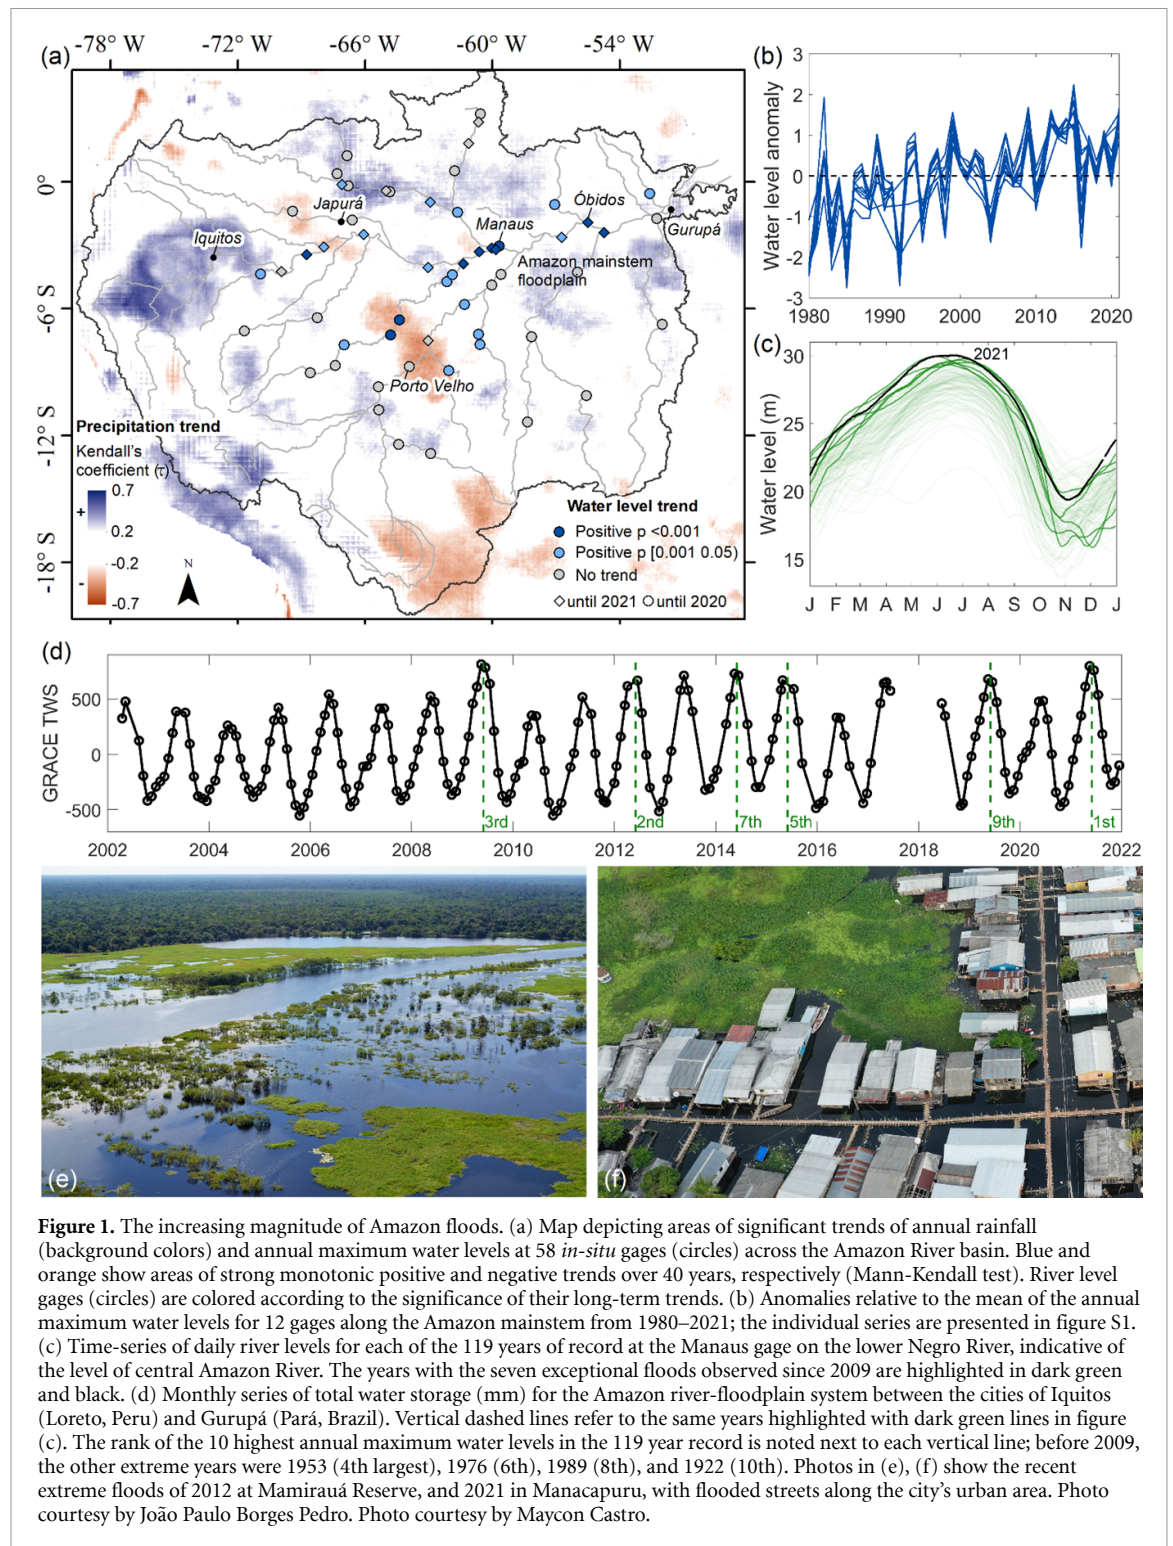 -78° W -72° W -66° W -60° W -54° W
(a)
0°
-6° S
-12° S
-18° S
Japurá
Iquitos
Manaus
Óbidos
Gurupá
Amazon mainstem
floodplain
Porto Velho
Precipitation trend
Kendall's
coefficient (τ)
0.7
+
0.2
-0.2
-
-0.7
N
Water level trend
Positive p <0.001
Positive p [0.001 0.05)
No trend
until 2021 until 2020
(b)
Water level anomaly
3
2
1
0
-1
-2
-3
1980 1990 2000 2010 2020
(c)
2021
Water level (m)
30
25
20
15
J F M A M J J A S O N D J
(d)
GRACE TWS
500
0
-500
3rd 2nd 7th 5th 9th 1st
2002 2004 2006 2008 2010 2012 2014 2016 2018 2020 2022
(e)
(f)
Figure 1. The increasing magnitude of Amazon floods. (a) Map depicting areas of significant trends of annual rainfall
(background colors) and annual maximum water levels at 58 in-situ gages (circles) across the Amazon River basin. Blue and
orange show areas of strong monotonic positive and negative trends over 40 years, respectively (Mann-Kendall test). River level
gages (circles) are colored according to the significance of their long-term trends. (b) Anomalies relative to the mean of the annual
maximum water levels for 12 gages along the Amazon mainstem from 1980–2021; the individual series are presented in figure S1.
(c) Time-series of daily river levels for each of the 119 years of record at the Manaus gage on the lower Negro River, indicative of
the level of central Amazon River. The years with the seven exceptional floods observed since 2009 are highlighted in dark green
and black. (d) Monthly series of total water storage (mm) for the Amazon river-floodplain system between the cities of Iquitos
(Loreto, Peru) and Gurupá (Pará, Brazil). Vertical dashed lines refer to the same years highlighted with dark green lines in figure
(c). The rank of the 10 highest annual maximum water levels in the 119 year record is noted next to each vertical line; before 2009,
the other extreme years were 1953 (4th largest), 1976 (6th), 1989 (8th), and 1922 (10th). Photos in (e), (f) show the recent
extreme floods of 2012 at Mamirauá Reserve, and 2021 in Manacapuru, with flooded streets along the city's urban area. Photo
courtesy by João Paulo Borges Pedro. Photo courtesy by Maycon Castro.